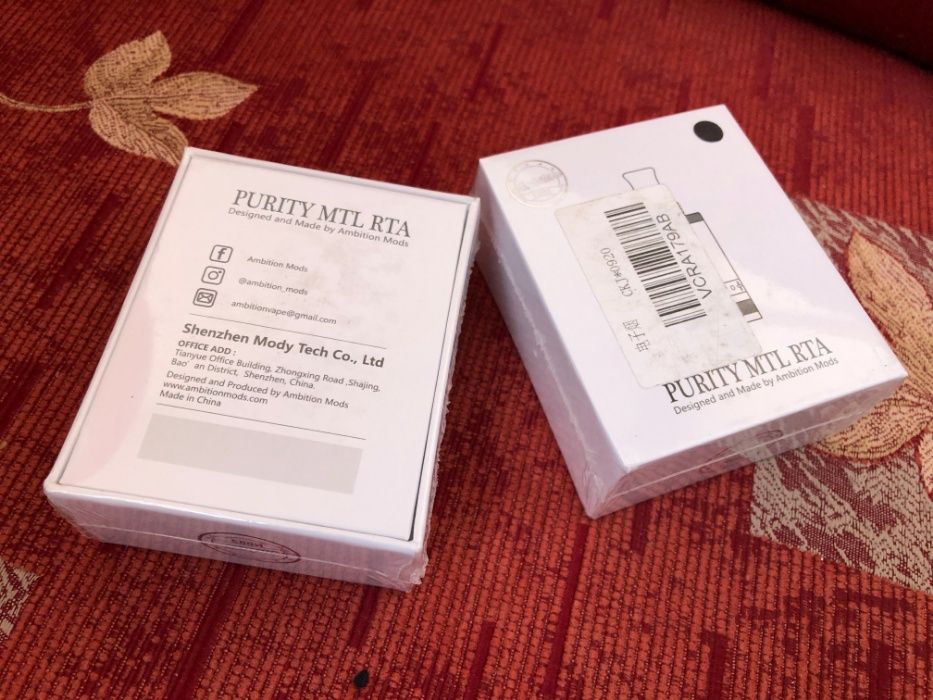 PURITY MTL RTA
Designed and Made by Ambition Mods
Ambition Mods
@ambition_mods
ambitionvape@gmail.com
Shenzhen Mody Tech Co., Ltd
OFFICE ADD :
Tianyue Office Building, Zhongxing Road ,Shajing,
Bao' an District, Shenzhen, China.
Designed and Produced by Ambition Mods
www.ambitionmods.com
Made in China
VCRA179AB
CKJ#0920
电子烟
PURITY MTL RTA
Designed and Made by Ambition Mods